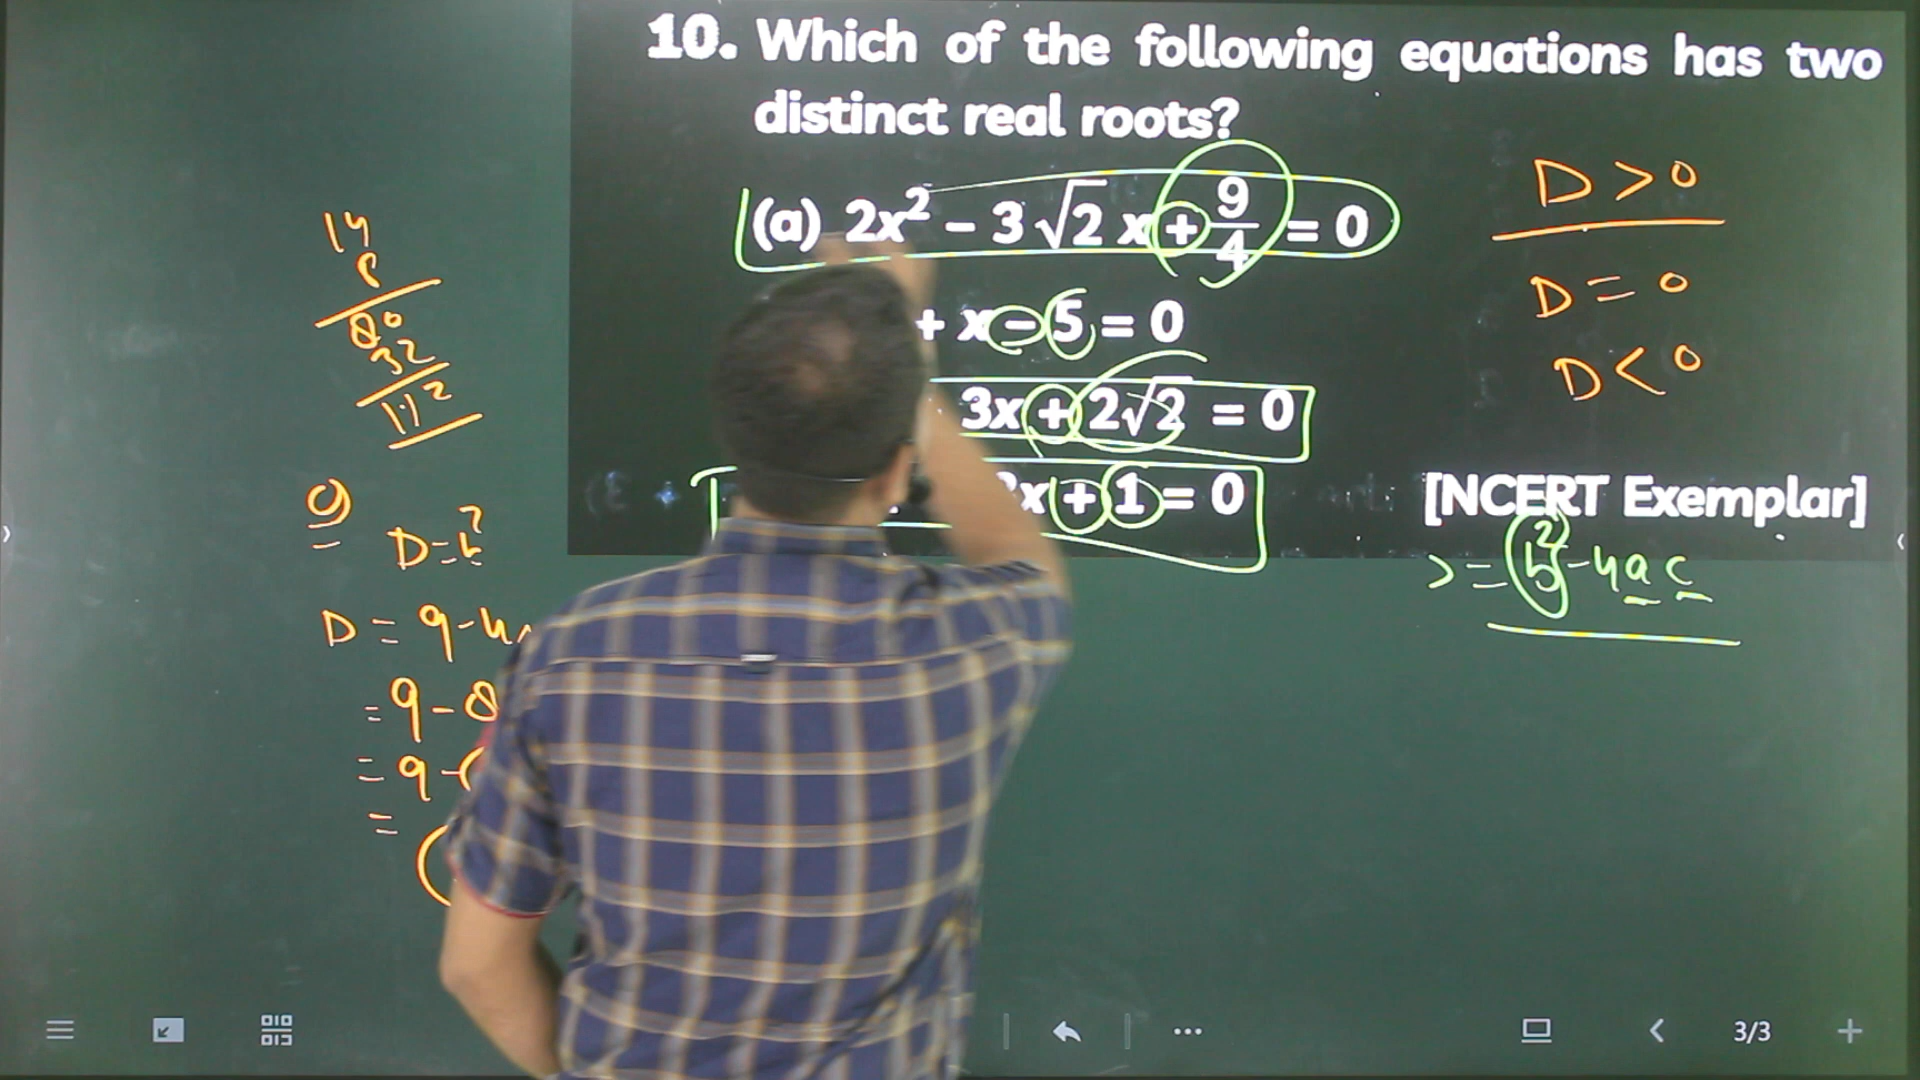 10. Which of the following equations has two
distinct real roots?
(a) 2x² – 3√2 x + 9/4 = 0
+ x – 5 = 0
3x + 2√2 = 0
x + 1 = 0
[NCERT Exemplar]
D > 0
D = 0
D < 0
= b² - 4ac
14
8
80
32
112
D = b²
D = 9 - 4
= 9 - 8
= 9 - (
=
3/3